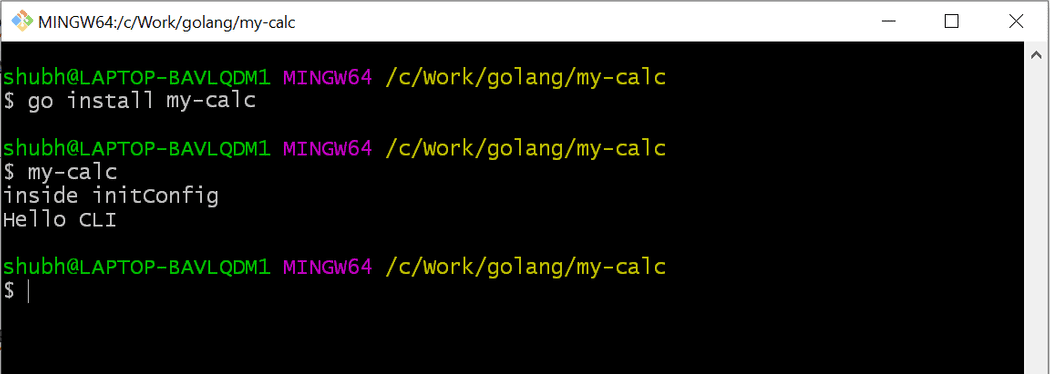 MINGW64:/c/Work/golang/my-calc
shubh@LAPTOP-BAVLQDM1 MINGW64 /c/Work/golang/my-calc
$ go install my-calc
shubh@LAPTOP-BAVLQDM1 MINGW64 /c/Work/golang/my-calc
$ my-calc
inside initConfig
Hello CLI
shubh@LAPTOP-BAVLQDM1 MINGW64 /c/Work/golang/my-calc
$